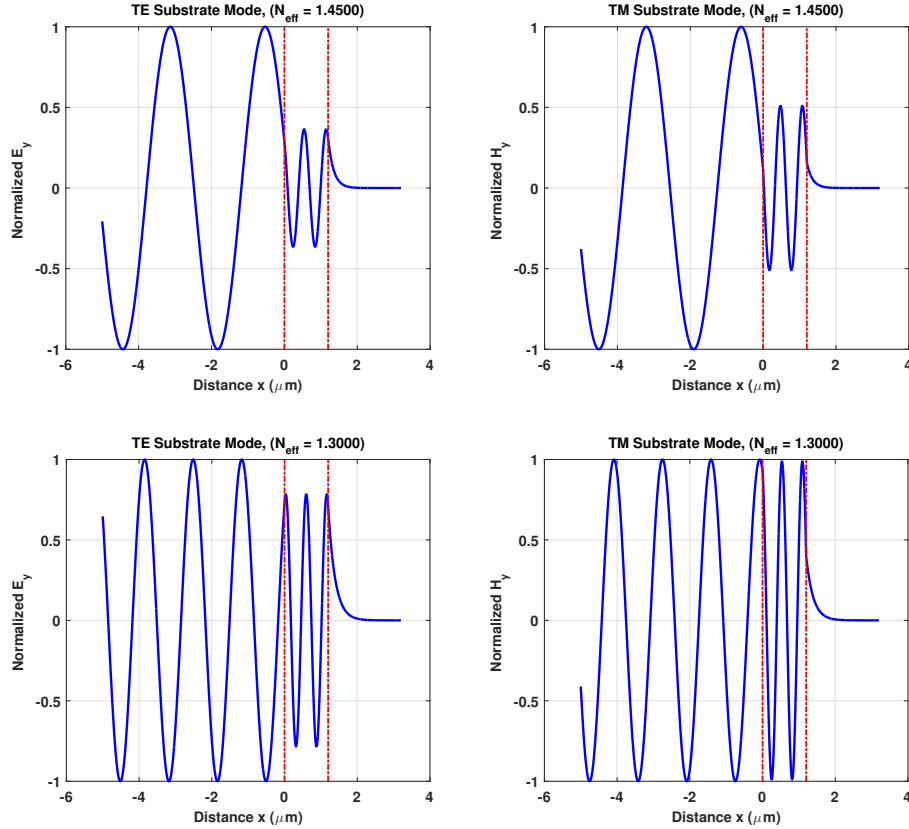 TE Substrate Mode, (N_eff = 1.4500)
Normalized E_y
1
0.5
0
-0.5
-1
-6 -4 -2 0 2 4
Distance x (μm)
TM Substrate Mode, (N_eff = 1.4500)
Normalized H_y
1
0.5
0
-0.5
-1
-6 -4 -2 0 2 4
Distance x (μm)
TE Substrate Mode, (N_eff = 1.3000)
Normalized E_y
1
0.5
0
-0.5
-1
-6 -4 -2 0 2 4
Distance x (μm)
TM Substrate Mode, (N_eff = 1.3000)
Normalized H_y
1
0.5
0
-0.5
-1
-6 -4 -2 0 2 4
Distance x (μm)